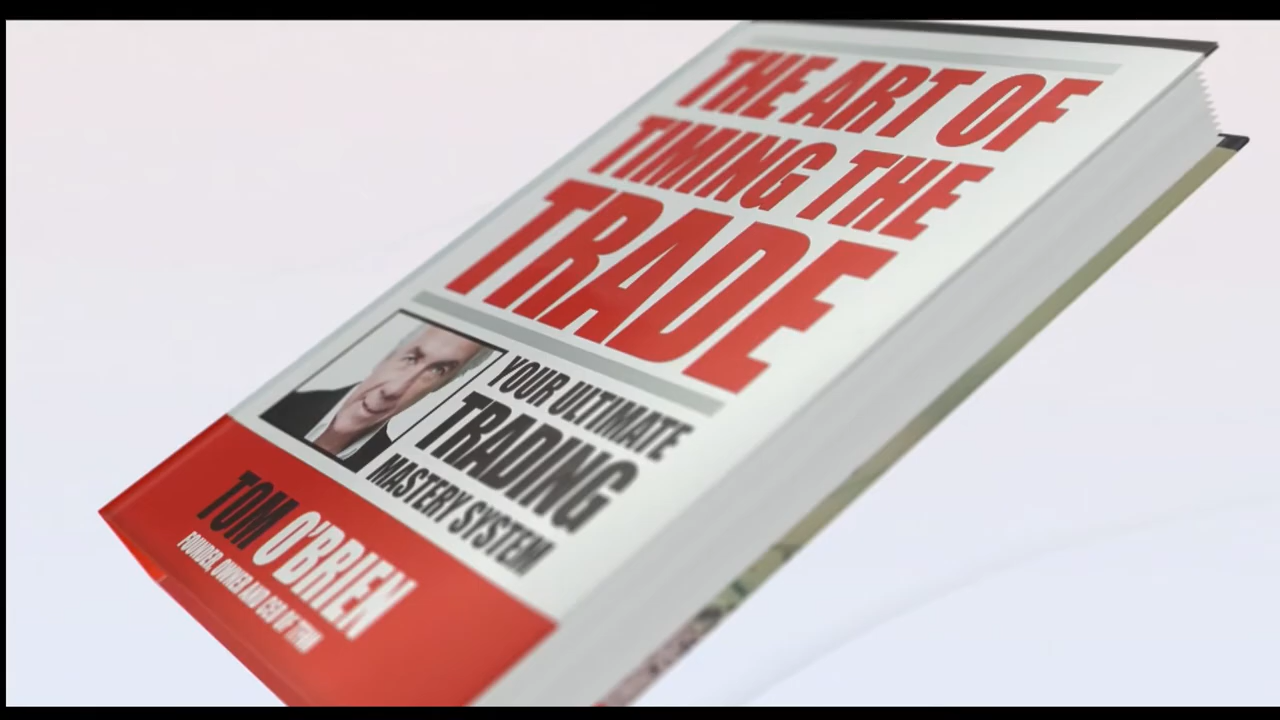 THE ART OF
TIMING THE
TRADE
YOUR ULTIMATE
TRADING
MASTERY SYSTEM
TOM O'BRIEN
FOUNDER, OWNER AND CEO OF TFNN